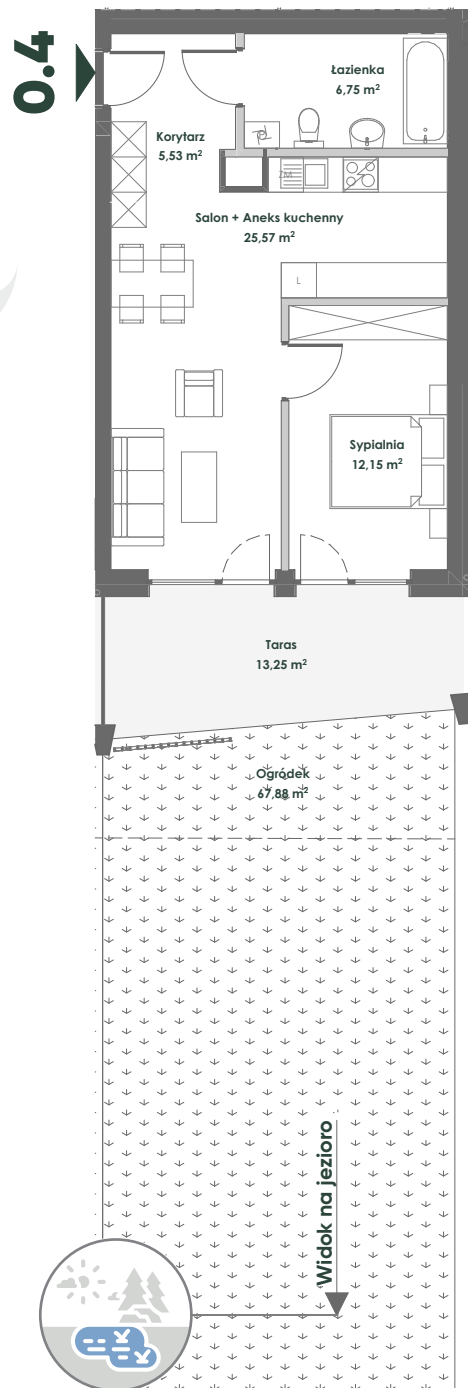 0.4
Łazienka
6,75 m²
Korytarz
5,53 m²
ZM
Salon + Aneks kuchenny
25,57 m²
L
Sypialnia
12,15 m²
Taras
13,25 m²
Ogródek
67,88 m²
Widok na jezioro